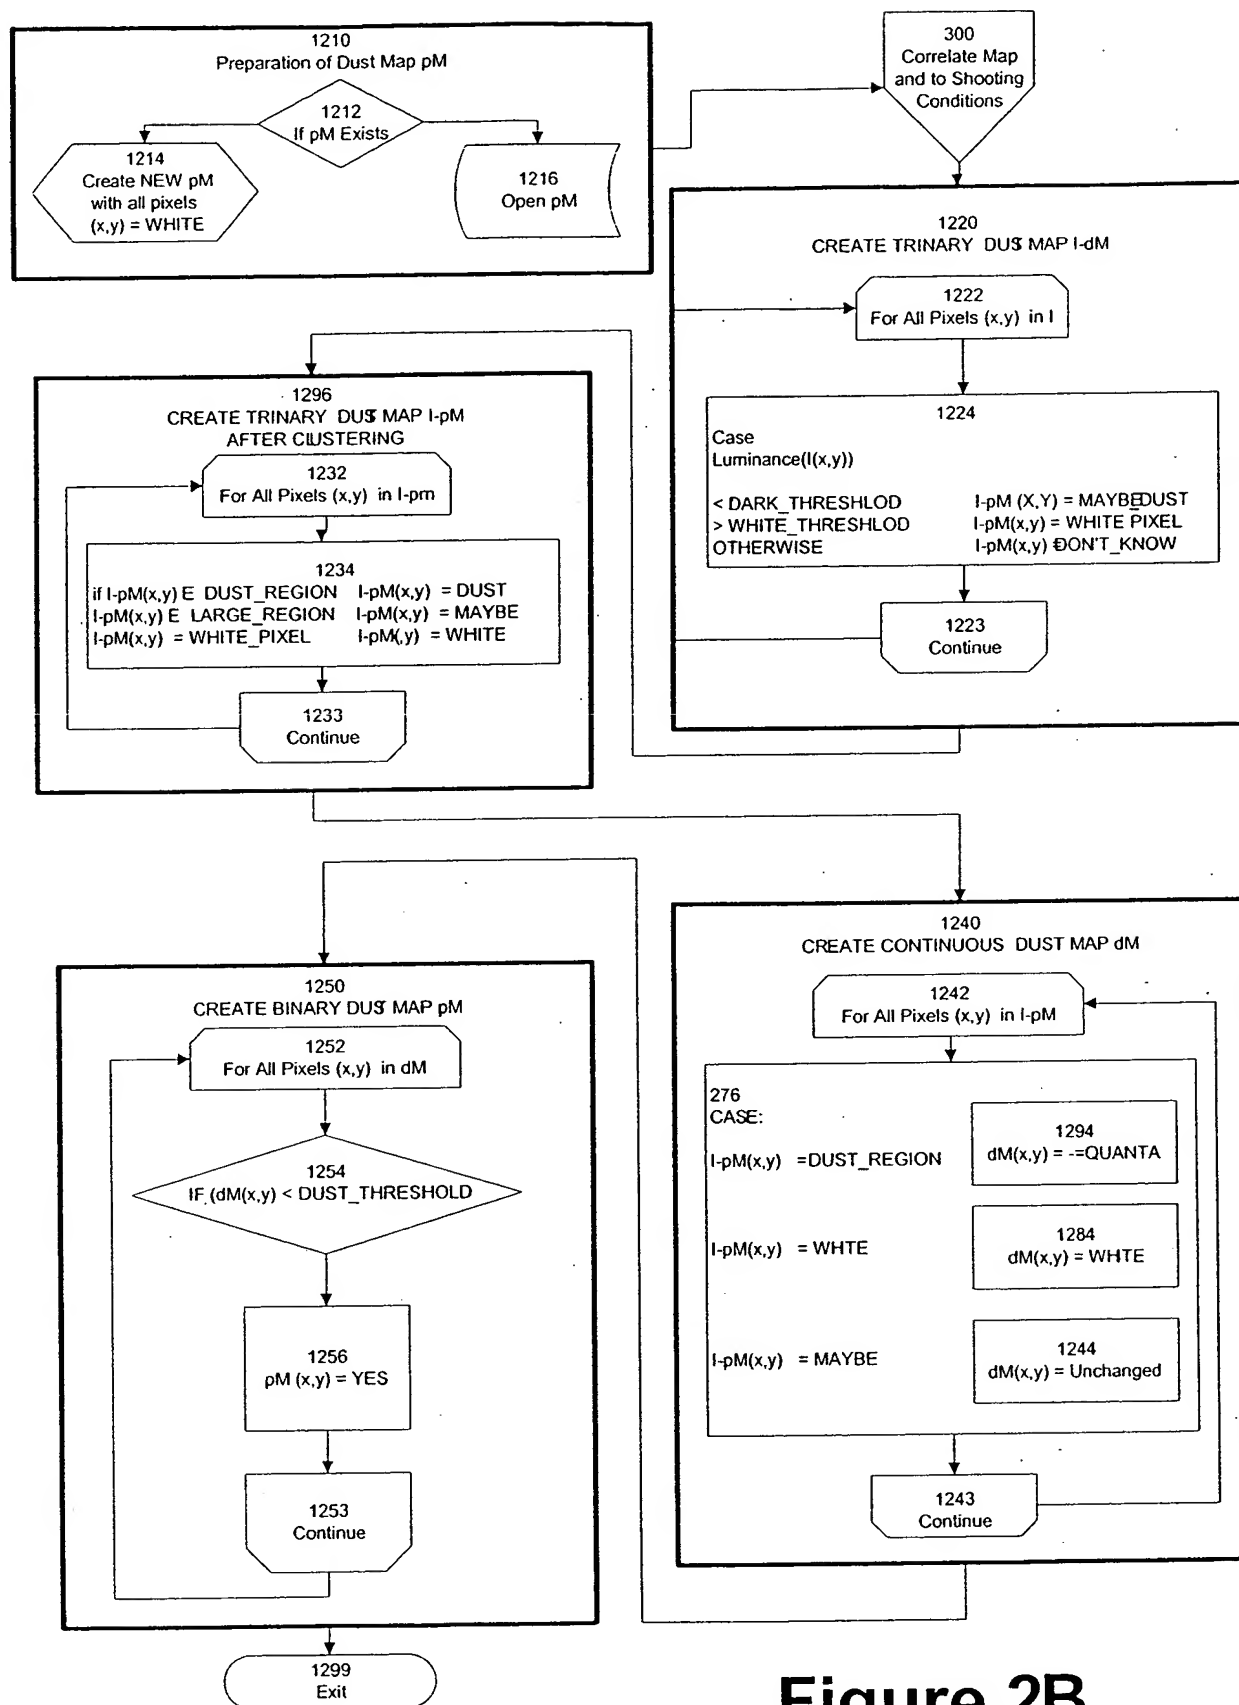 1210
Preparation of Dust Map pM
1212
If pM Exists
1214
Create NEW pM
with all pixels
(x,y) = WHITE
1216
Open pM
300
Correlate Map
and to Shooting
Conditions
1220
CREATE TRINARY DUST MAP I-dM
1222
For All Pixels (x,y) in I
1224
Case
Luminance(I(x,y))
< DARK_THRESHLOD I-pM (X,Y) = MAYBEDUST
> WHITE_THRESHLOD I-pM(x,y) = WHITE PIXEL
OTHERWISE I-pM(x,y) =DON'T_KNOW
1223
Continue
1296
CREATE TRINARY DUST MAP I-pM
AFTER CLUSTERING
1232
For All Pixels (x,y) in I-pm
1234
if I-pM(x,y) E DUST_REGION I-pM(x,y) = DUST
I-pM(x,y) E LARGE_REGION I-pM(x,y) = MAYBE
I-pM(x,y) = WHITE_PIXEL I-pM(,y) = WHITE
1233
Continue
1240
CREATE CONTINUOUS DUST MAP dM
1242
For All Pixels (x,y) in I-pM
276
CASE:
I-pM(x,y) =DUST_REGION
1294
dM(x,y) = -=QUANTA
I-pM(x,y) = WHTE
1284
dM(x,y) = WHTE
I-pM(x,y) = MAYBE
1244
dM(x,y) = Unchanged
1243
Continue
1250
CREATE BINARY DUST MAP pM
1252
For All Pixels (x,y) in dM
1254
IF (dM(x,y) < DUST_THRESHOLD
1256
pM (x,y) = YES
1253
Continue
1299
Exit
Figure 2B